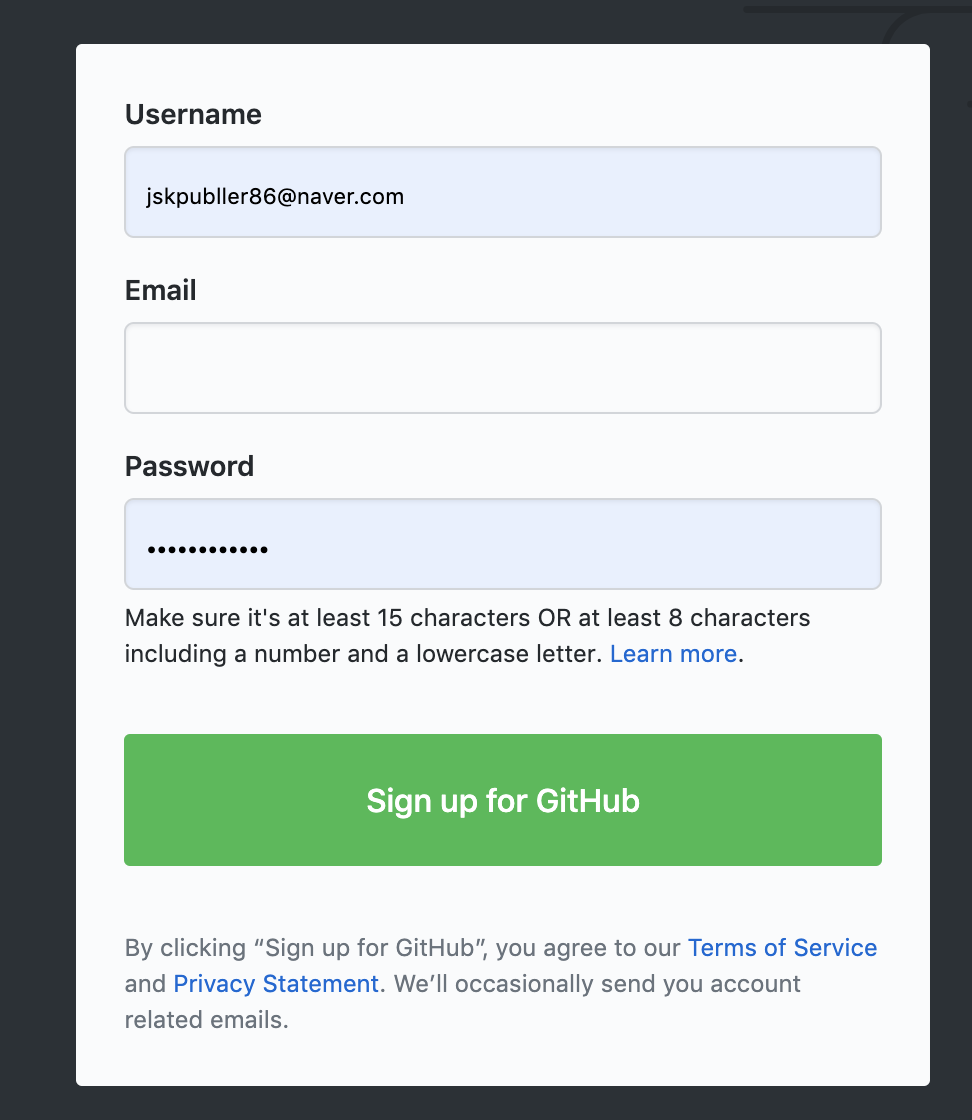 Username
jskpubller86@naver.com
Email
Password
••••••••••••
Make sure it's at least 15 characters OR at least 8 characters
including a number and a lowercase letter. Learn more.
Sign up for GitHub
By clicking “Sign up for GitHub”, you agree to our Terms of Service
and Privacy Statement. We’ll occasionally send you account
related emails.